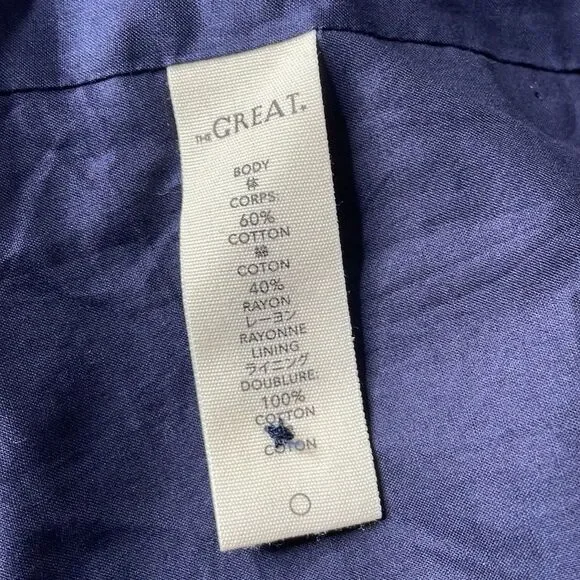 THE GREAT.
BODY
体
CORPS:
60%
COTTON
綿
COTON
40%
RAYON
レーヨン
RAYONNE
LINING
ライニング
DOUBLURE:
100%
COTTON
COTON